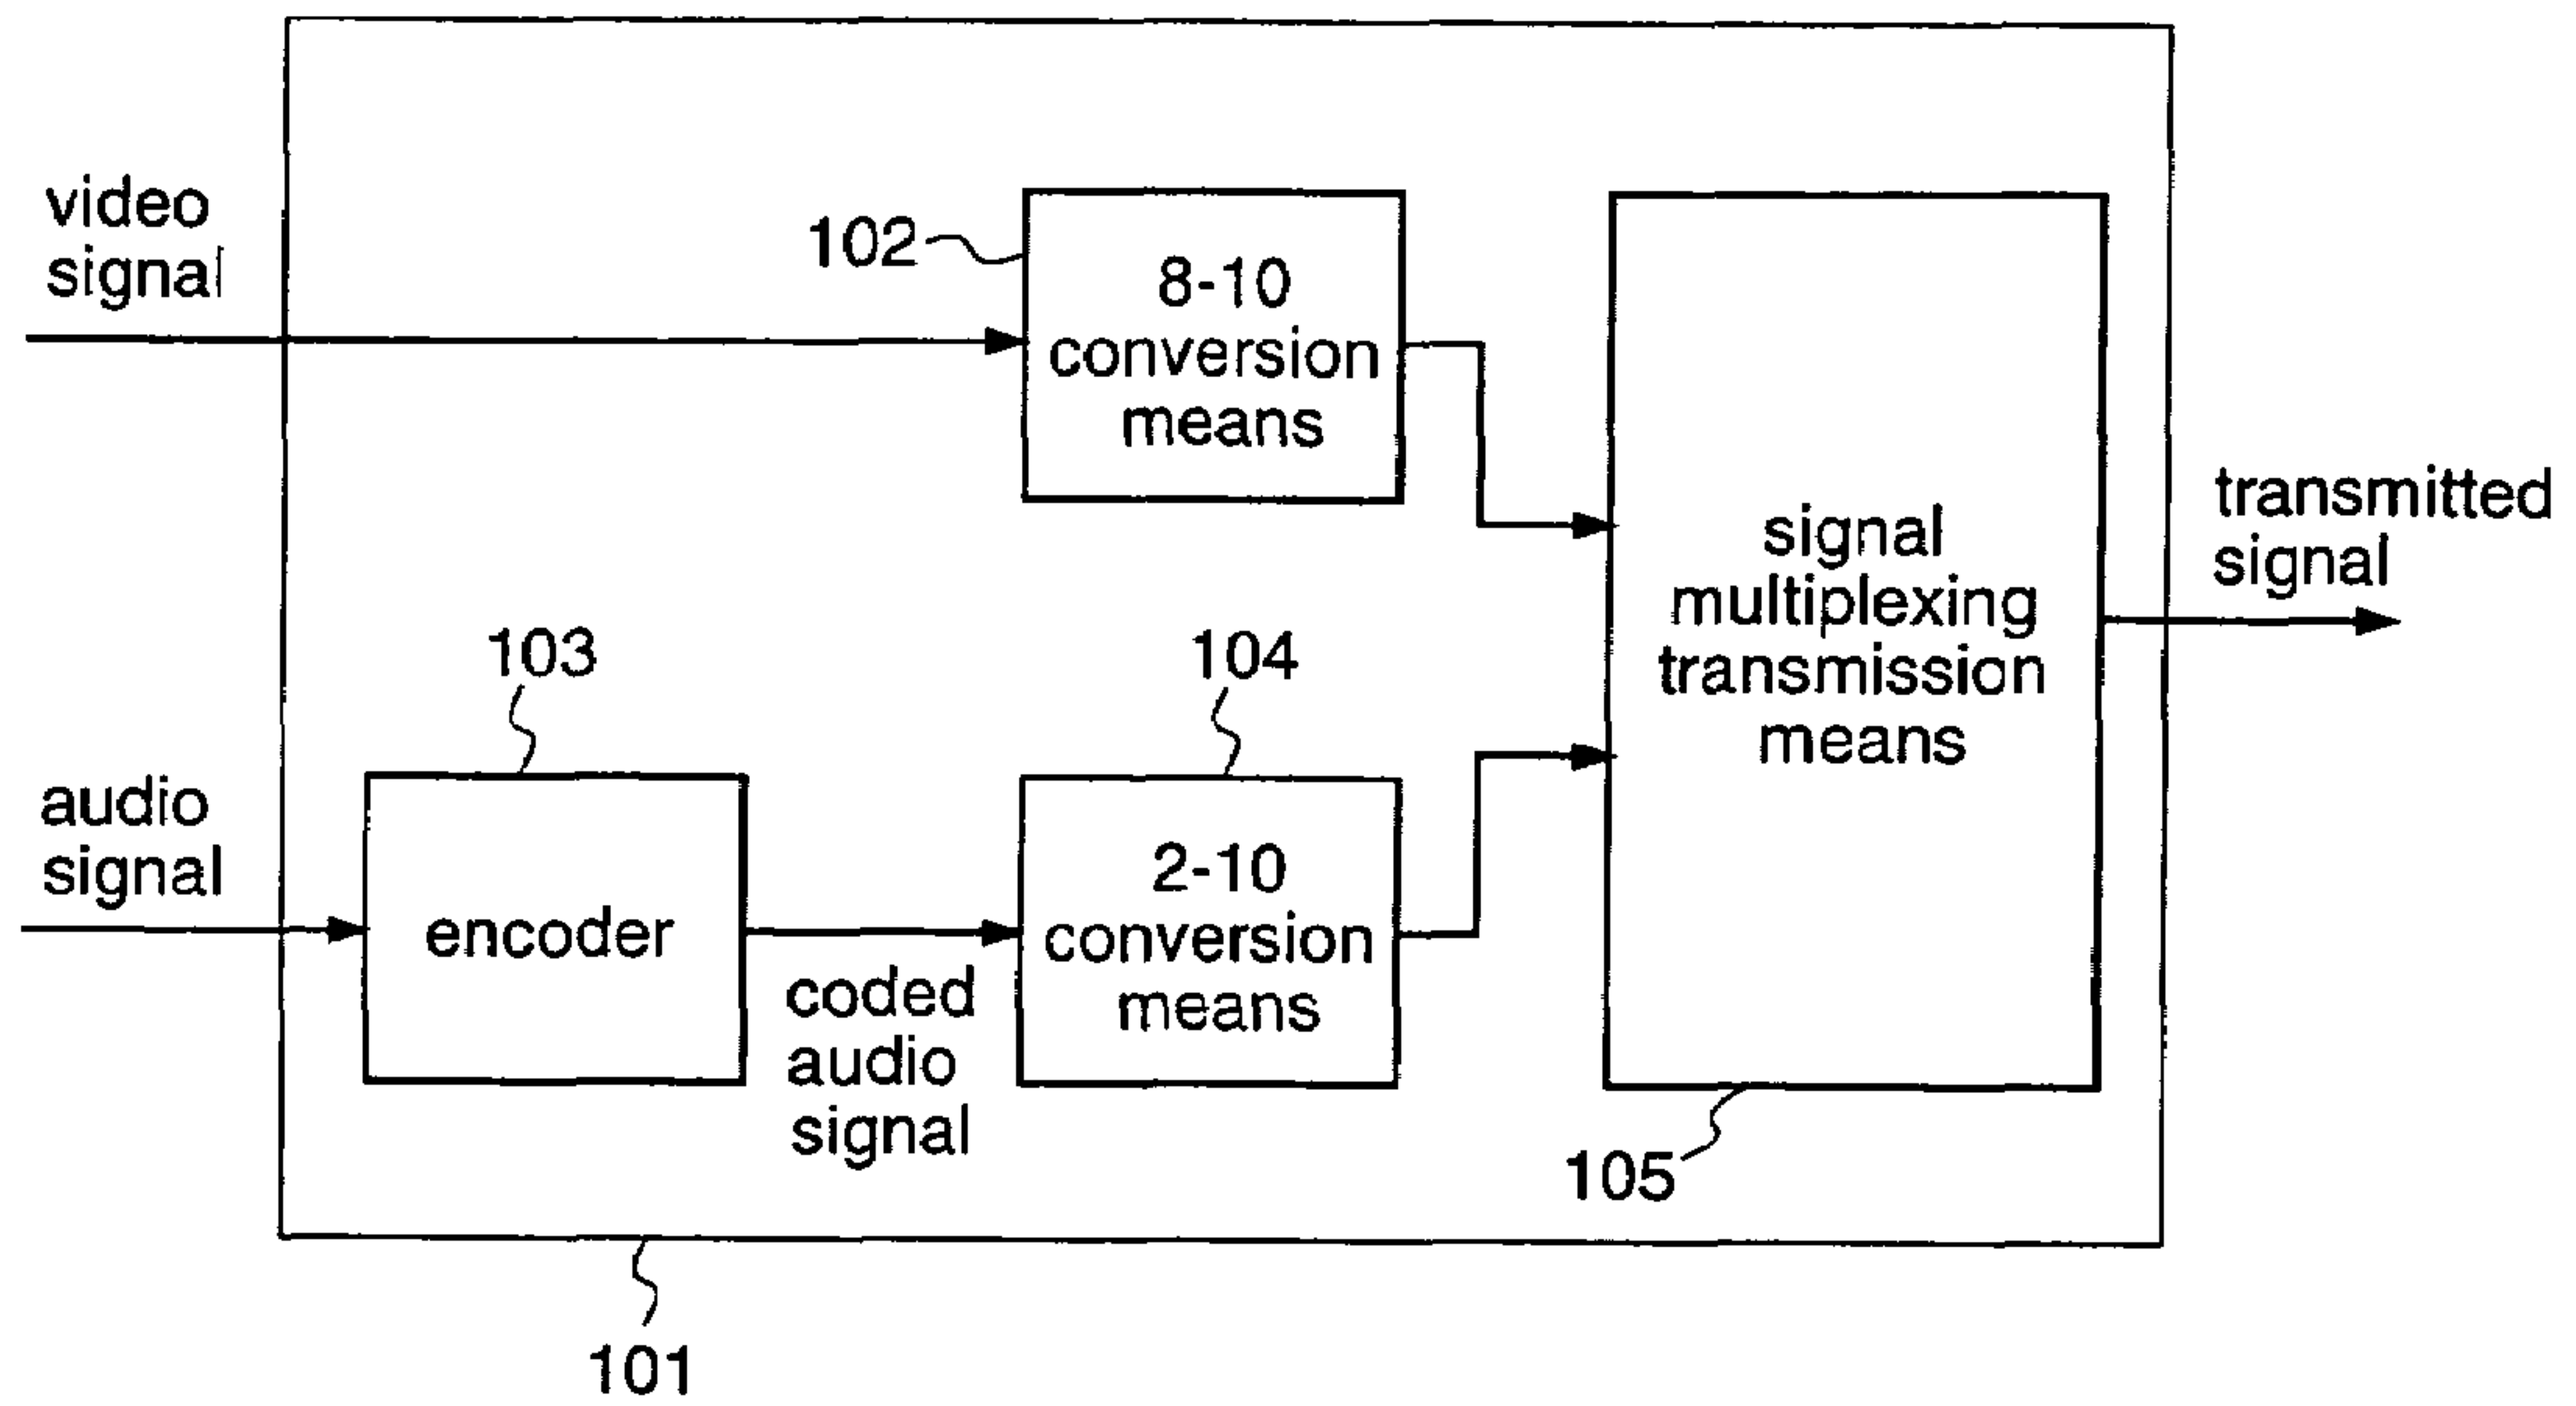 video
signal
102
8-10
conversion
means
signal
multiplexing
transmission
means
transmitted
signal
103
104
audio
signal
encoder
coded
audio
signal
2-10
conversion
means
105
101